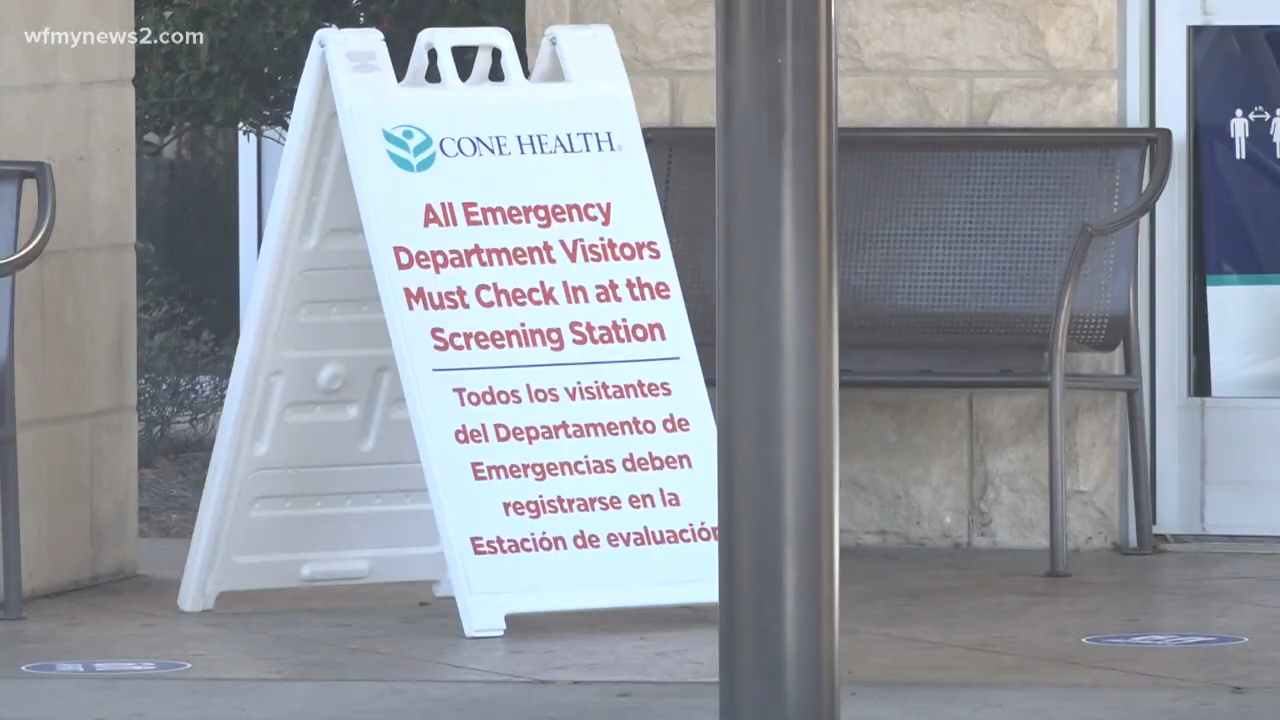 wfmynews2.com
CONE HEALTH®
All Emergency
Department Visitors
Must Check In at the
Screening Station
Todos los visitantes
del Departamento de
Emergencias deben
registrarse en la
Estación de evaluación